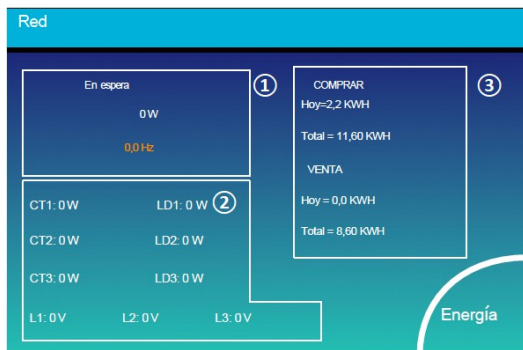 Red
En espera
0 W
0,0 Hz
①
CT1: 0 W LD1: 0 W ②
CT2: 0 W LD2: 0 W
CT3: 0 W LD3: 0 W
L1: 0 V L2: 0 V L3: 0 V
COMPRAR ③
Hoy=2,2 KWH
Total = 11,60 KWH
VENTA
Hoy = 0,0 KWH
Total = 8,60 KWH
Energía